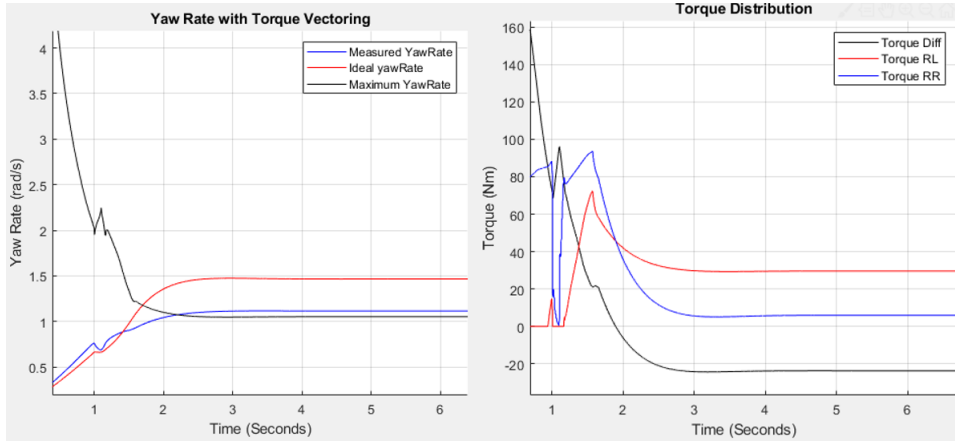 Yaw Rate with Torque Vectoring
Measured YawRate
Ideal yawRate
Maximum YawRate
4
3.5
3
2.5
2
1.5
1
0.5
Yaw Rate (rad/s)
1 2 3 4 5 6
Time (Seconds)
Torque Distribution
Torque Diff
Torque RL
Torque RR
160
140
120
100
80
60
40
20
0
-20
Torque (Nm)
1 2 3 4 5 6
Time (Seconds)